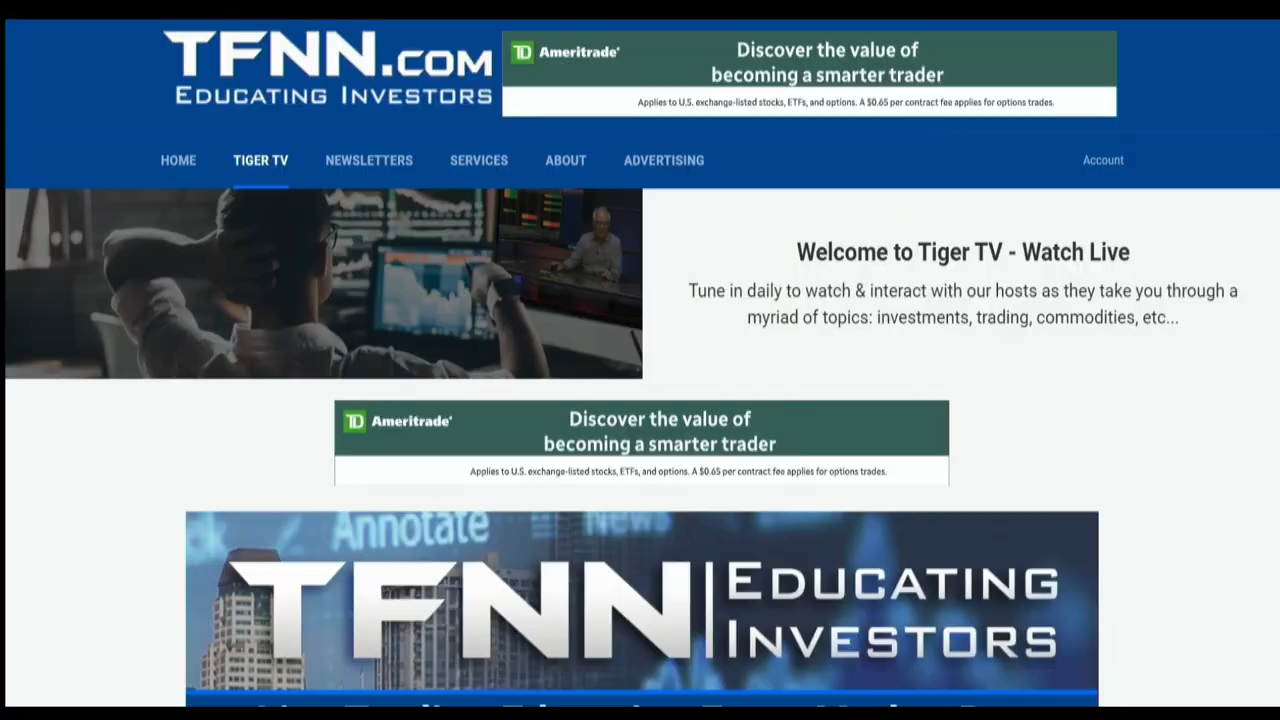 TFNN.COM
EDUCATING INVESTORS
TD Ameritrade
Discover the value of
becoming a smarter trader
Applies to U.S. exchange-listed stocks, ETFs, and options. A $0.65 per contract fee applies for options trades.
HOME TIGER TV NEWSLETTERS SERVICES ABOUT ADVERTISING Account
Welcome to Tiger TV - Watch Live
Tune in daily to watch & interact with our hosts as they take you through a
myriad of topics: investments, trading, commodities, etc...
TD Ameritrade
Discover the value of
becoming a smarter trader
Applies to U.S. exchange-listed stocks, ETFs, and options. A $0.65 per contract fee applies for options trades.
Annotate News
TFNN EDUCATING
INVESTORS